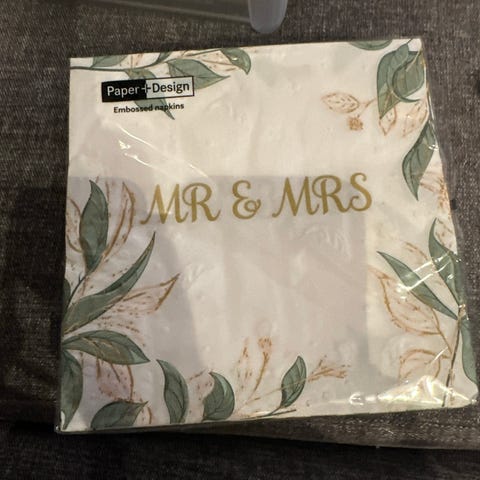 Paper+Design
Embossed napkins
MR & MRS